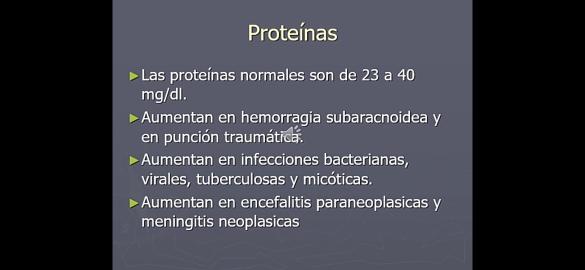 Proteínas
►Las proteínas normales son de 23 a 40
mg/dl.
►Aumentan en hemorragia subaracnoidea y
en punción traumática.
►Aumentan en infecciones bacterianas,
virales, tuberculosas y micóticas.
►Aumentan en encefalitis paraneoplasicas y
meningitis neoplasicas